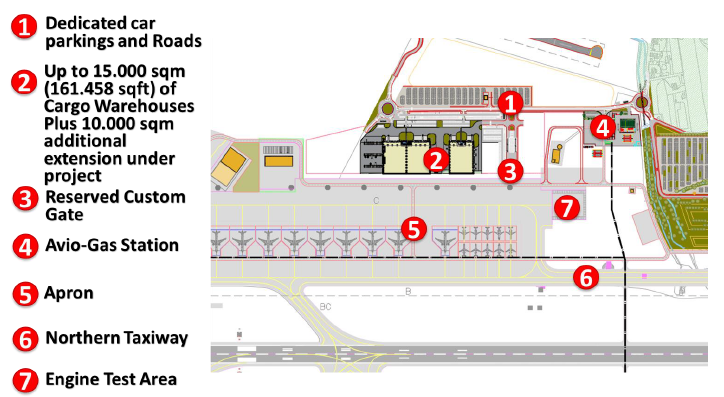 1 Dedicated car
parkings and Roads
2 Up to 15.000 sqm
(161.458 sqft) of
Cargo Warehouses
Plus 10.000 sqm
additional
extension under
project
3 Reserved Custom
Gate
4 Avio-Gas Station
5 Apron
6 Northern Taxiway
7 Engine Test Area
1
4
2
3
7
C
5
6
B
BC